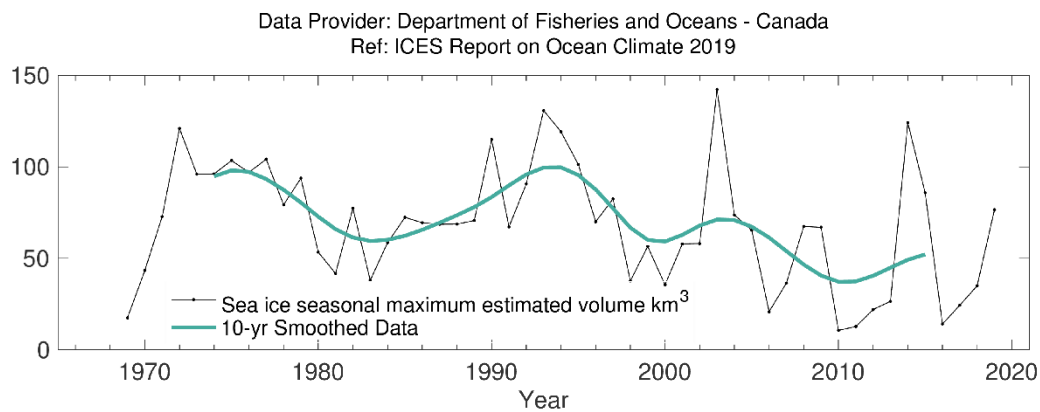 Data Provider: Department of Fisheries and Oceans - Canada
Ref: ICES Report on Ocean Climate 2019
150
100
50
0
Sea ice seasonal maximum estimated volume km³
10-yr Smoothed Data
1970 1980 1990 2000 2010 2020
Year